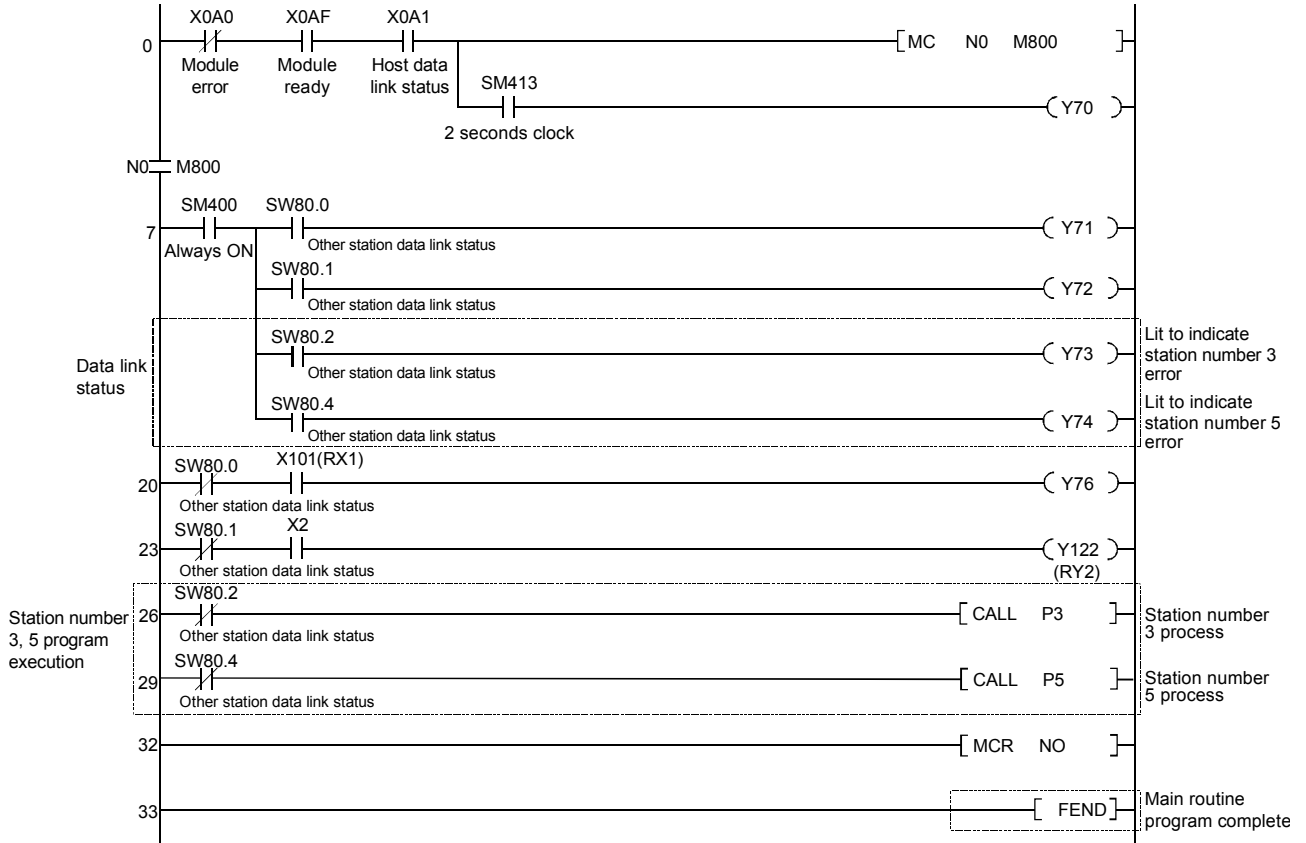 X0A0 X0AF X0A1
0 MC N0 M800
Module error Module ready Host data link status
SM413
Y70
2 seconds clock
N0 M800
SM400 SW80.0
7 Y71
Always ON Other station data link status
SW80.1
Y72
Other station data link status
Data link status
SW80.2
Y73
Other station data link status
Lit to indicate station number 3 error
SW80.4
Y74
Other station data link status
Lit to indicate station number 5 error
SW80.0 X101(RX1)
20 Y76
Other station data link status
SW80.1 X2
23 Y122
(RY2)
Other station data link status
Station number 3, 5 program execution
SW80.2
26 CALL P3
Other station data link status
Station number 3 process
SW80.4
29 CALL P5
Other station data link status
Station number 5 process
32 MCR NO
33 FEND
Main routine program complete